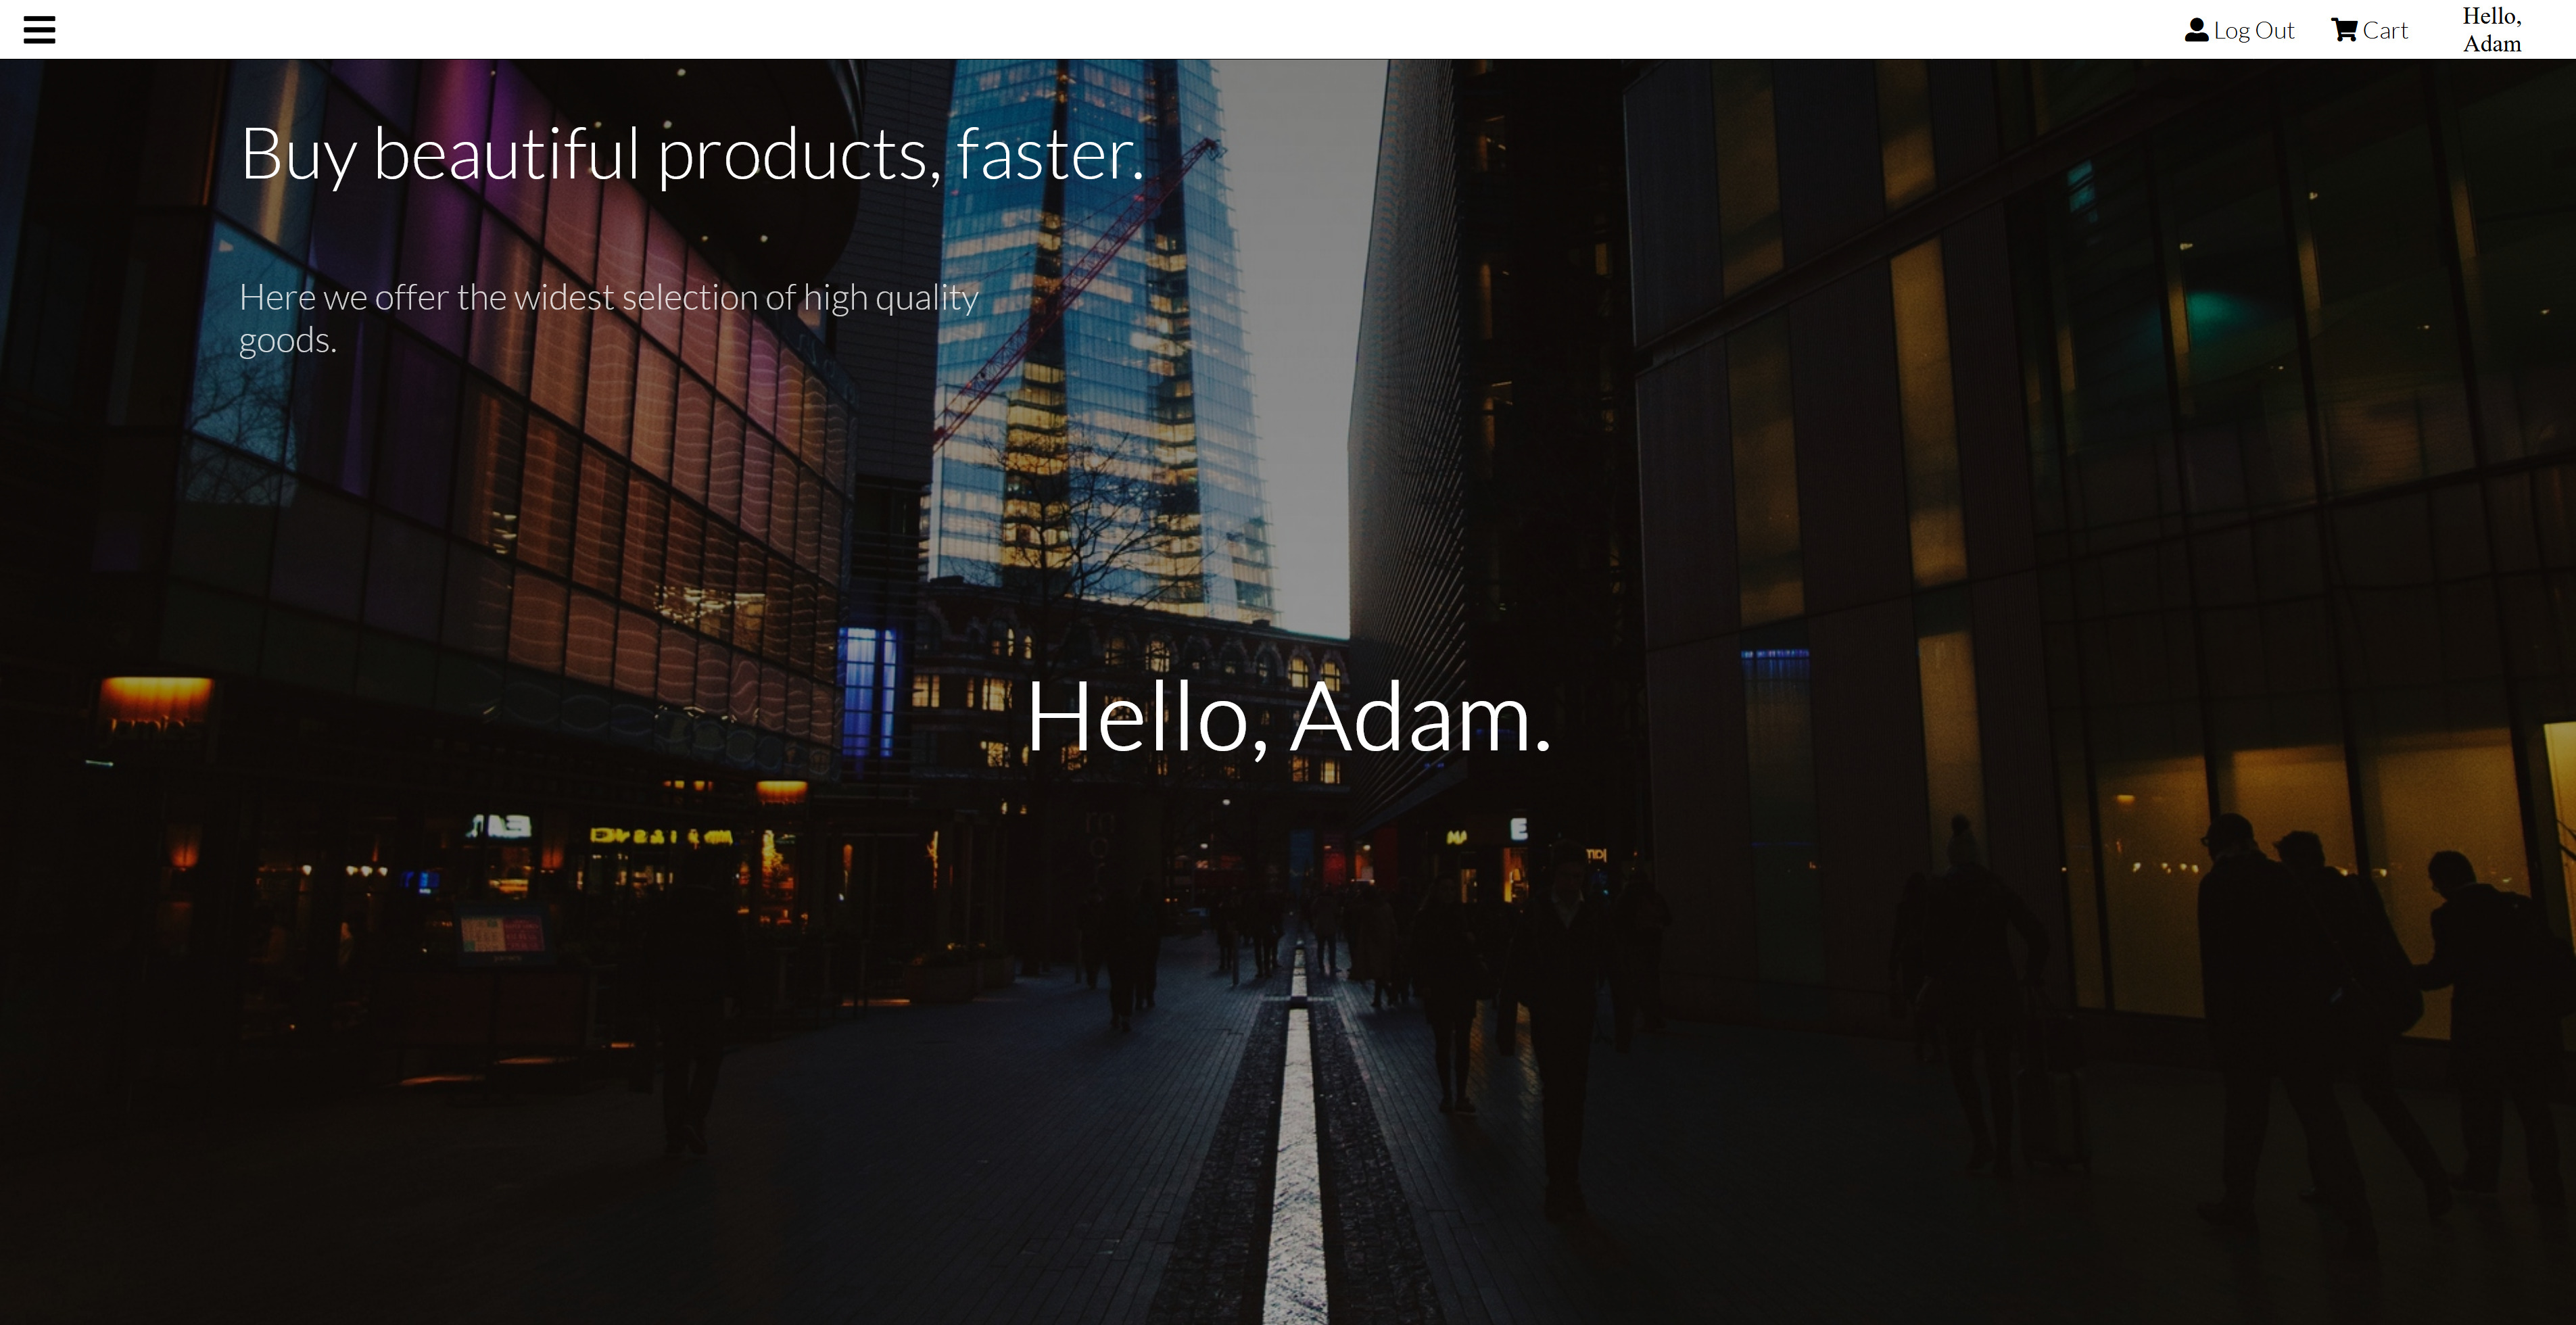 Log Out
Cart
Hello,
Adam
Buy beautiful products, faster.
Here we offer the widest selection of high quality
goods.
Hello, Adam.